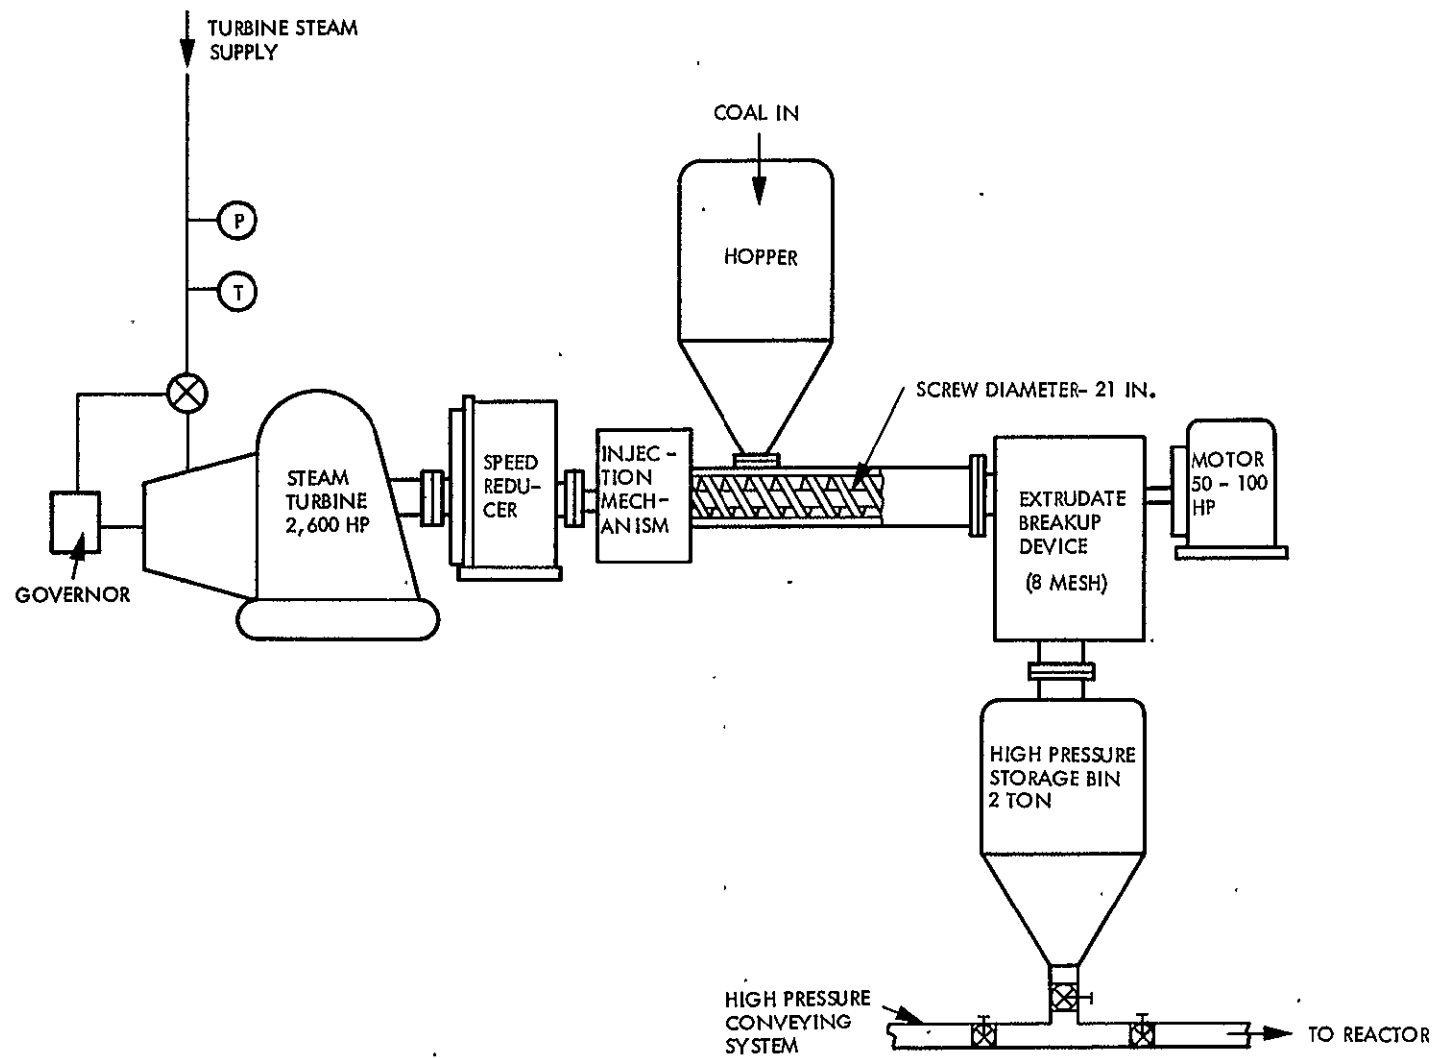 TURBINE STEAM
SUPPLY
COAL IN
P
HOPPER
T
SCREW DIAMETER- 21 IN.
STEAM
TURBINE
2,600 HP
SPEED
REDU-
CER
INJEC-
TION
MECH-
ANISM
EXTRUDATE
BREAKUP
DEVICE
(8 MESH)
MOTOR
50 - 100
HP
GOVERNOR
HIGH PRESSURE
STORAGE BIN
2 TON
HIGH PRESSURE
CONVEYING
SYSTEM
TO REACTOR